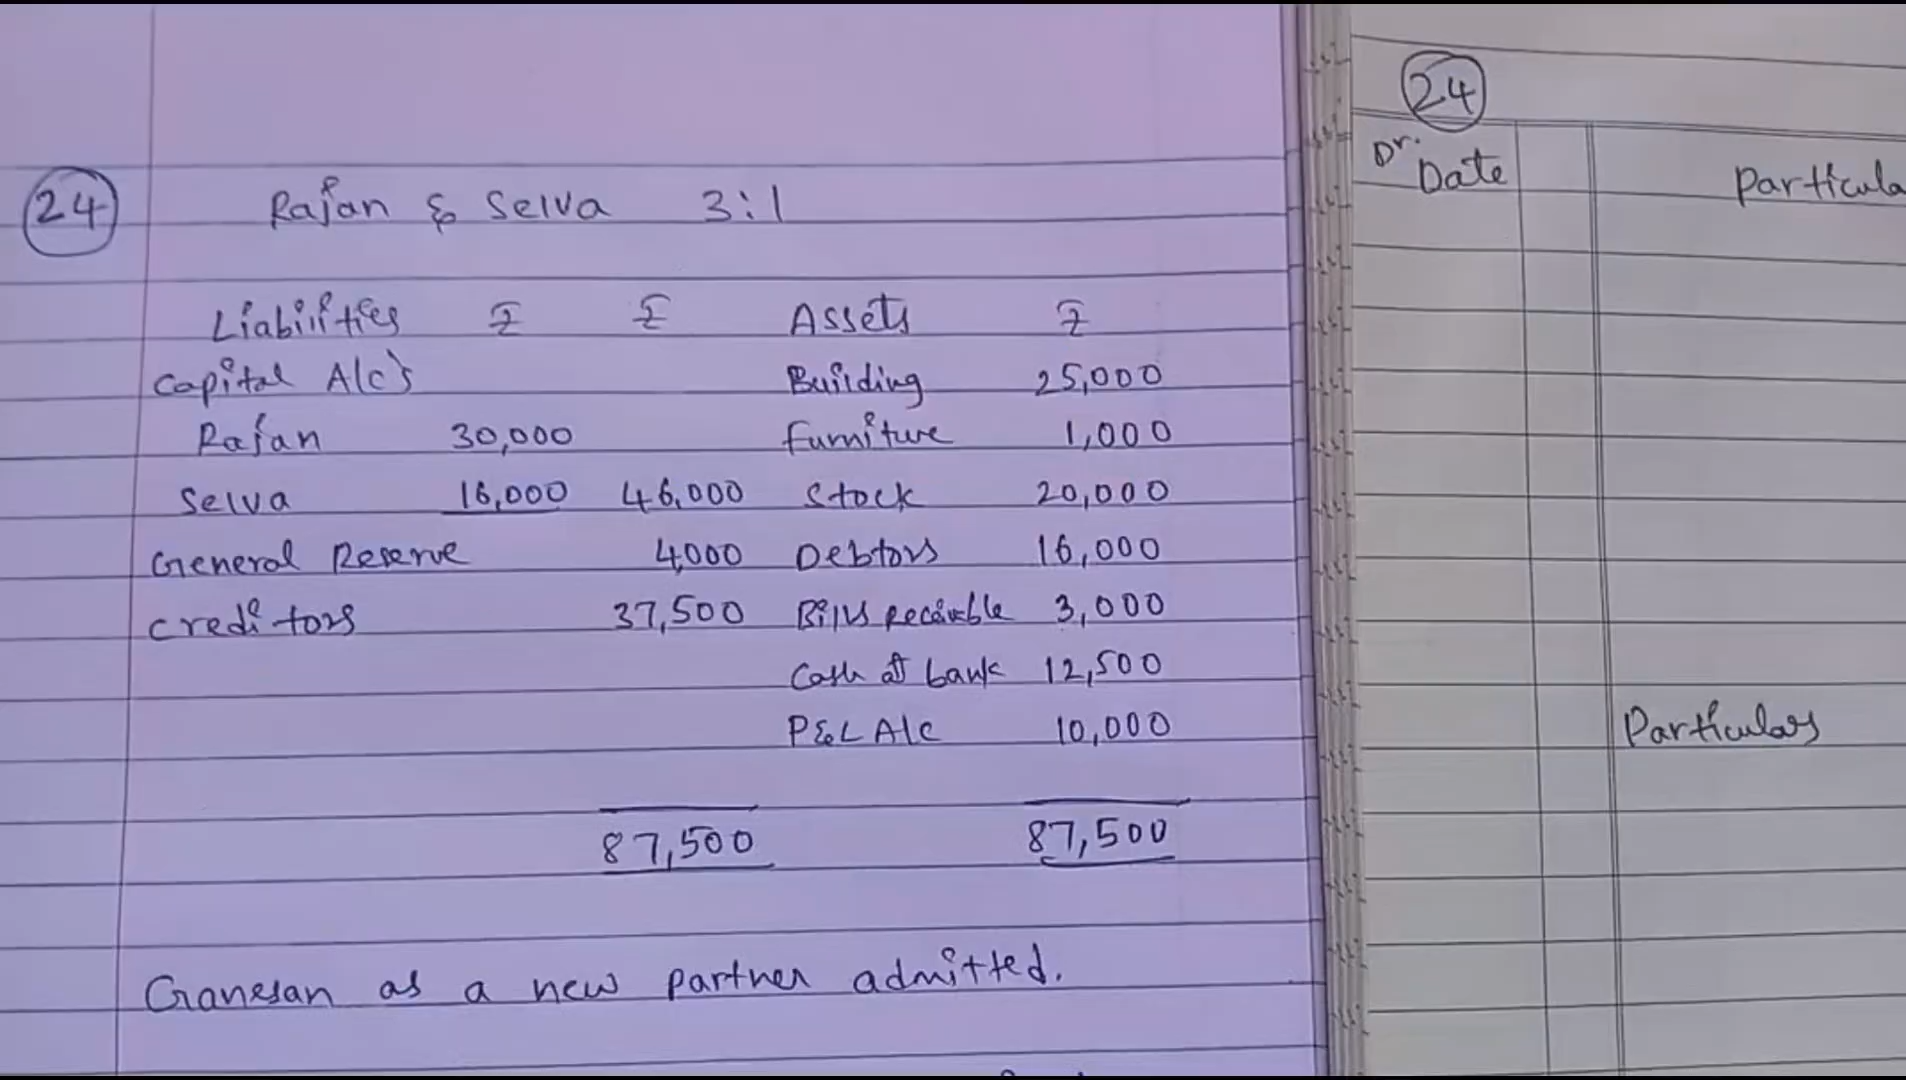 24 Rajan & Selva 3:1
Liabilities ₹ ₹ Assets ₹
Capital A/c's Building 25,000
Rajan 30,000 Furniture 1,000
Selva 16,000 46,000 Stock 20,000
General Reserve 4,000 Debtors 16,000
Creditors 37,500 Bills receivable 3,000
Cash at bank 12,500
P&L A/c 10,000
87,500 87,500
Ganesan as a new partner admitted.
24
Dr.
Date Particula
Particulars